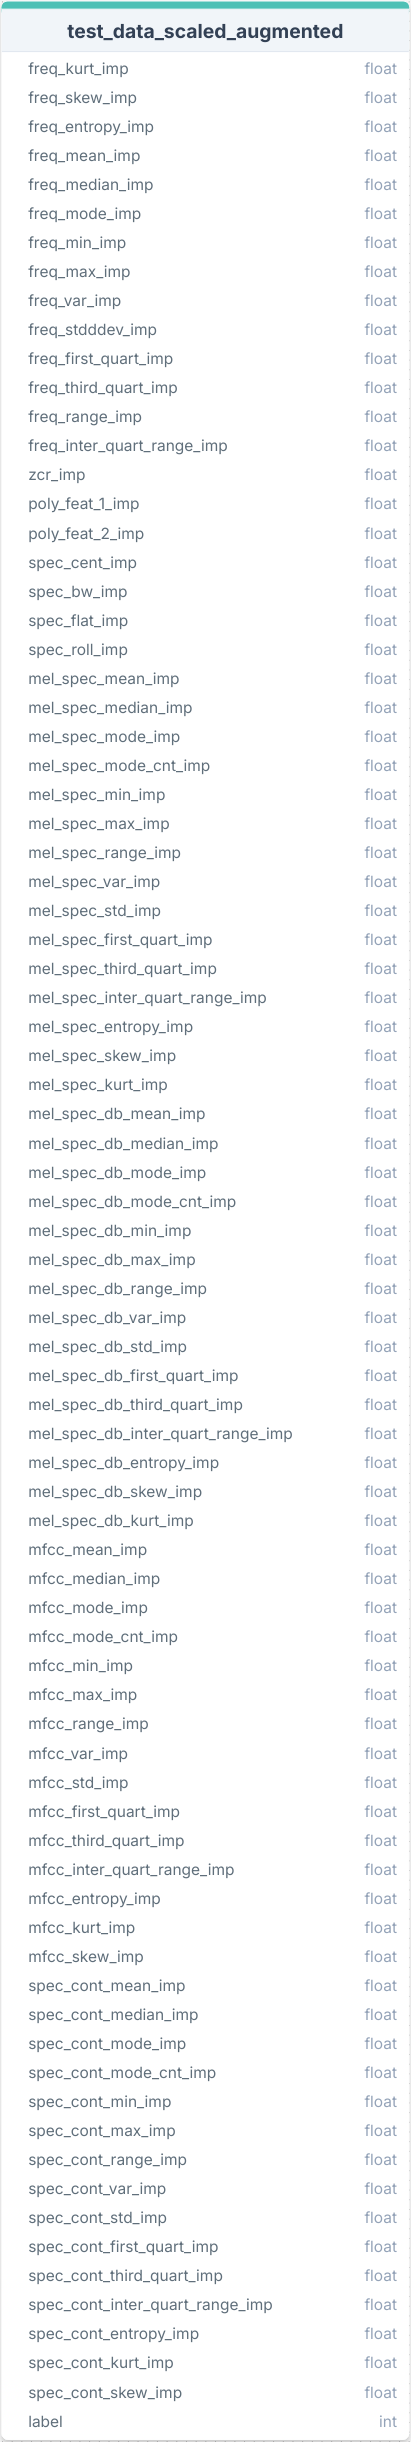 test_data_scaled_augmented
freq_kurt_imp float
freq_skew_imp float
freq_entropy_imp float
freq_mean_imp float
freq_median_imp float
freq_mode_imp float
freq_min_imp float
freq_max_imp float
freq_var_imp float
freq_stdddev_imp float
freq_first_quart_imp float
freq_third_quart_imp float
freq_range_imp float
freq_inter_quart_range_imp float
zcr_imp float
poly_feat_1_imp float
poly_feat_2_imp float
spec_cent_imp float
spec_bw_imp float
spec_flat_imp float
spec_roll_imp float
mel_spec_mean_imp float
mel_spec_median_imp float
mel_spec_mode_imp float
mel_spec_mode_cnt_imp float
mel_spec_min_imp float
mel_spec_max_imp float
mel_spec_range_imp float
mel_spec_var_imp float
mel_spec_std_imp float
mel_spec_first_quart_imp float
mel_spec_third_quart_imp float
mel_spec_inter_quart_range_imp float
mel_spec_entropy_imp float
mel_spec_skew_imp float
mel_spec_kurt_imp float
mel_spec_db_mean_imp float
mel_spec_db_median_imp float
mel_spec_db_mode_imp float
mel_spec_db_mode_cnt_imp float
mel_spec_db_min_imp float
mel_spec_db_max_imp float
mel_spec_db_range_imp float
mel_spec_db_var_imp float
mel_spec_db_std_imp float
mel_spec_db_first_quart_imp float
mel_spec_db_third_quart_imp float
mel_spec_db_inter_quart_range_imp float
mel_spec_db_entropy_imp float
mel_spec_db_skew_imp float
mel_spec_db_kurt_imp float
mfcc_mean_imp float
mfcc_median_imp float
mfcc_mode_imp float
mfcc_mode_cnt_imp float
mfcc_min_imp float
mfcc_max_imp float
mfcc_range_imp float
mfcc_var_imp float
mfcc_std_imp float
mfcc_first_quart_imp float
mfcc_third_quart_imp float
mfcc_inter_quart_range_imp float
mfcc_entropy_imp float
mfcc_kurt_imp float
mfcc_skew_imp float
spec_cont_mean_imp float
spec_cont_median_imp float
spec_cont_mode_imp float
spec_cont_mode_cnt_imp float
spec_cont_min_imp float
spec_cont_max_imp float
spec_cont_range_imp float
spec_cont_var_imp float
spec_cont_std_imp float
spec_cont_first_quart_imp float
spec_cont_third_quart_imp float
spec_cont_inter_quart_range_imp float
spec_cont_entropy_imp float
spec_cont_kurt_imp float
spec_cont_skew_imp float
label int